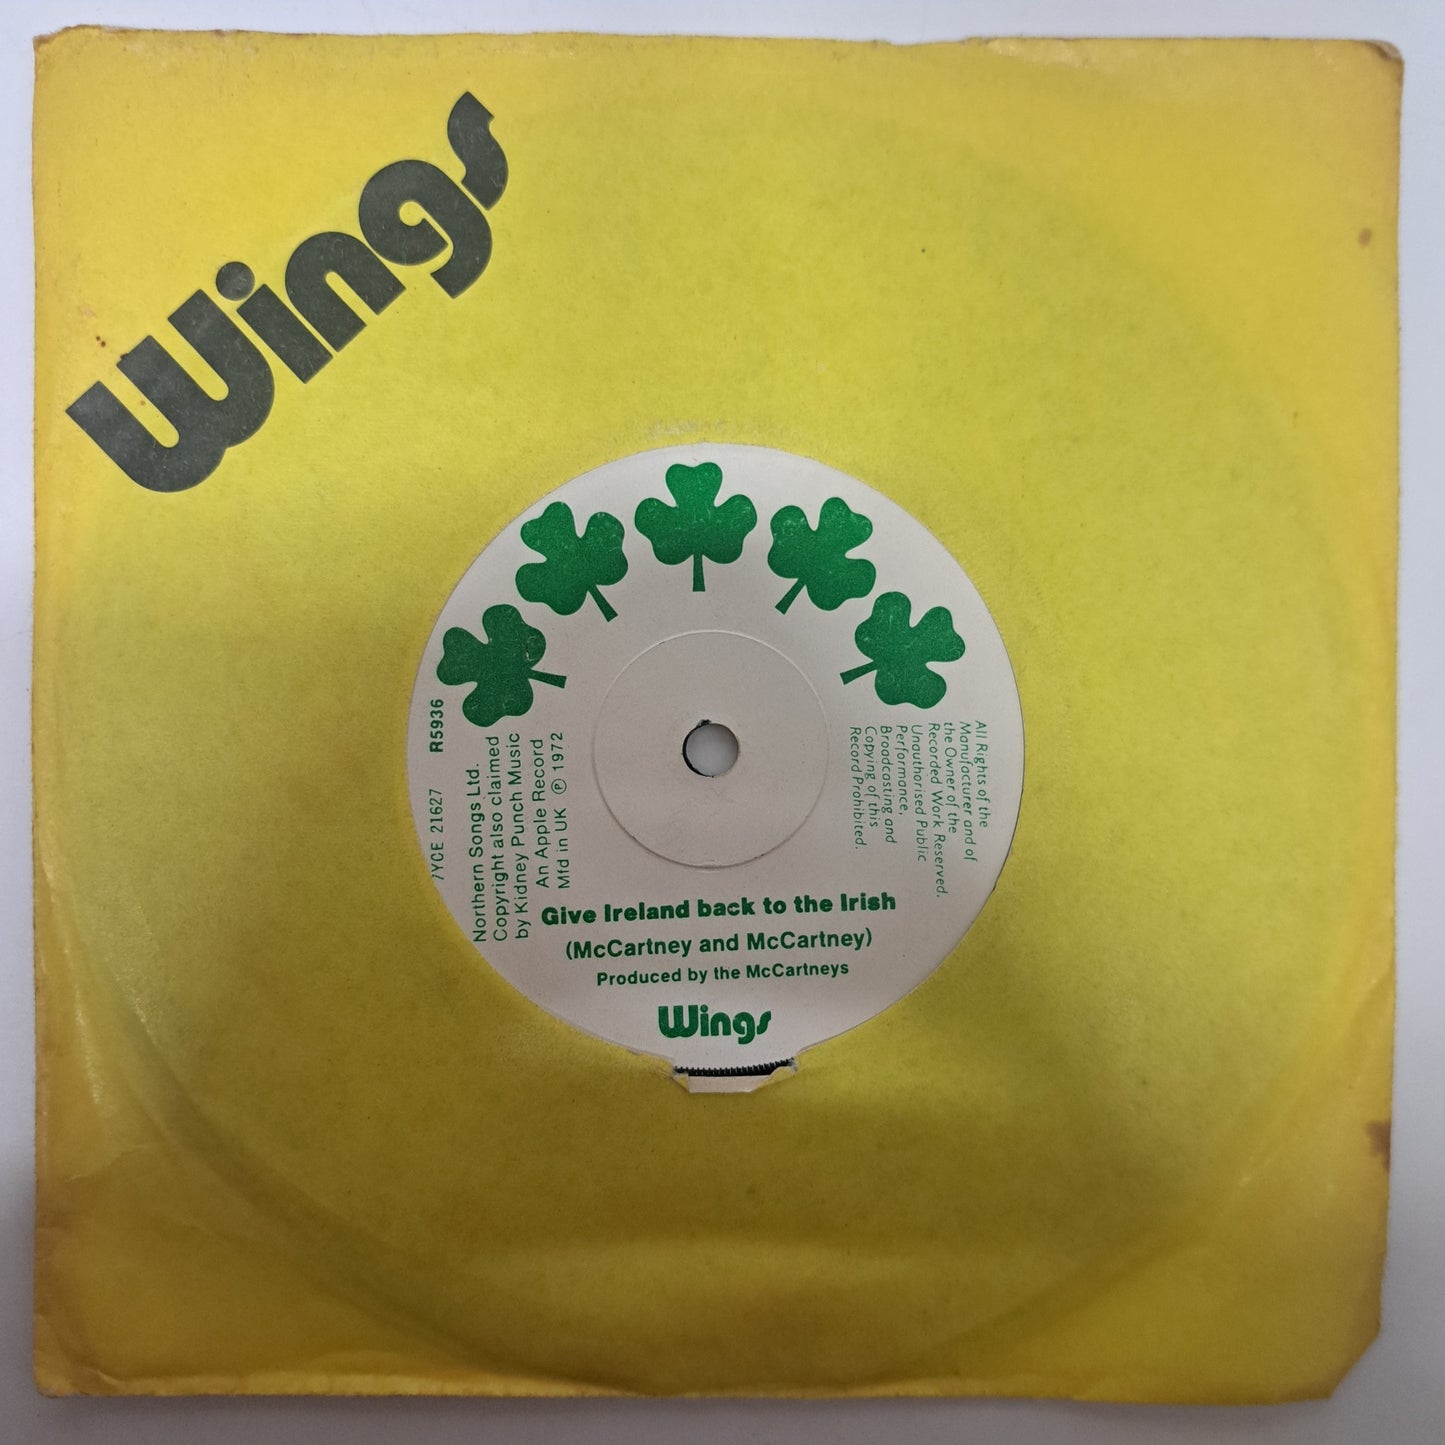 Wings
R5936
7YCE 21627
Northern Songs Ltd.
Copyright also claimed
by Kidney Punch Music
An Apple Record
Mfd in UK ℗ 1972
All Rights of the
Manufacturer and of
the Owner of the
Recorded Work Reserved.
Unauthorised Public
Performance,
Broadcasting and
Copying of this
Record Prohibited.
Give Ireland back to the Irish
(McCartney and McCartney)
Produced by the McCartneys
Wings